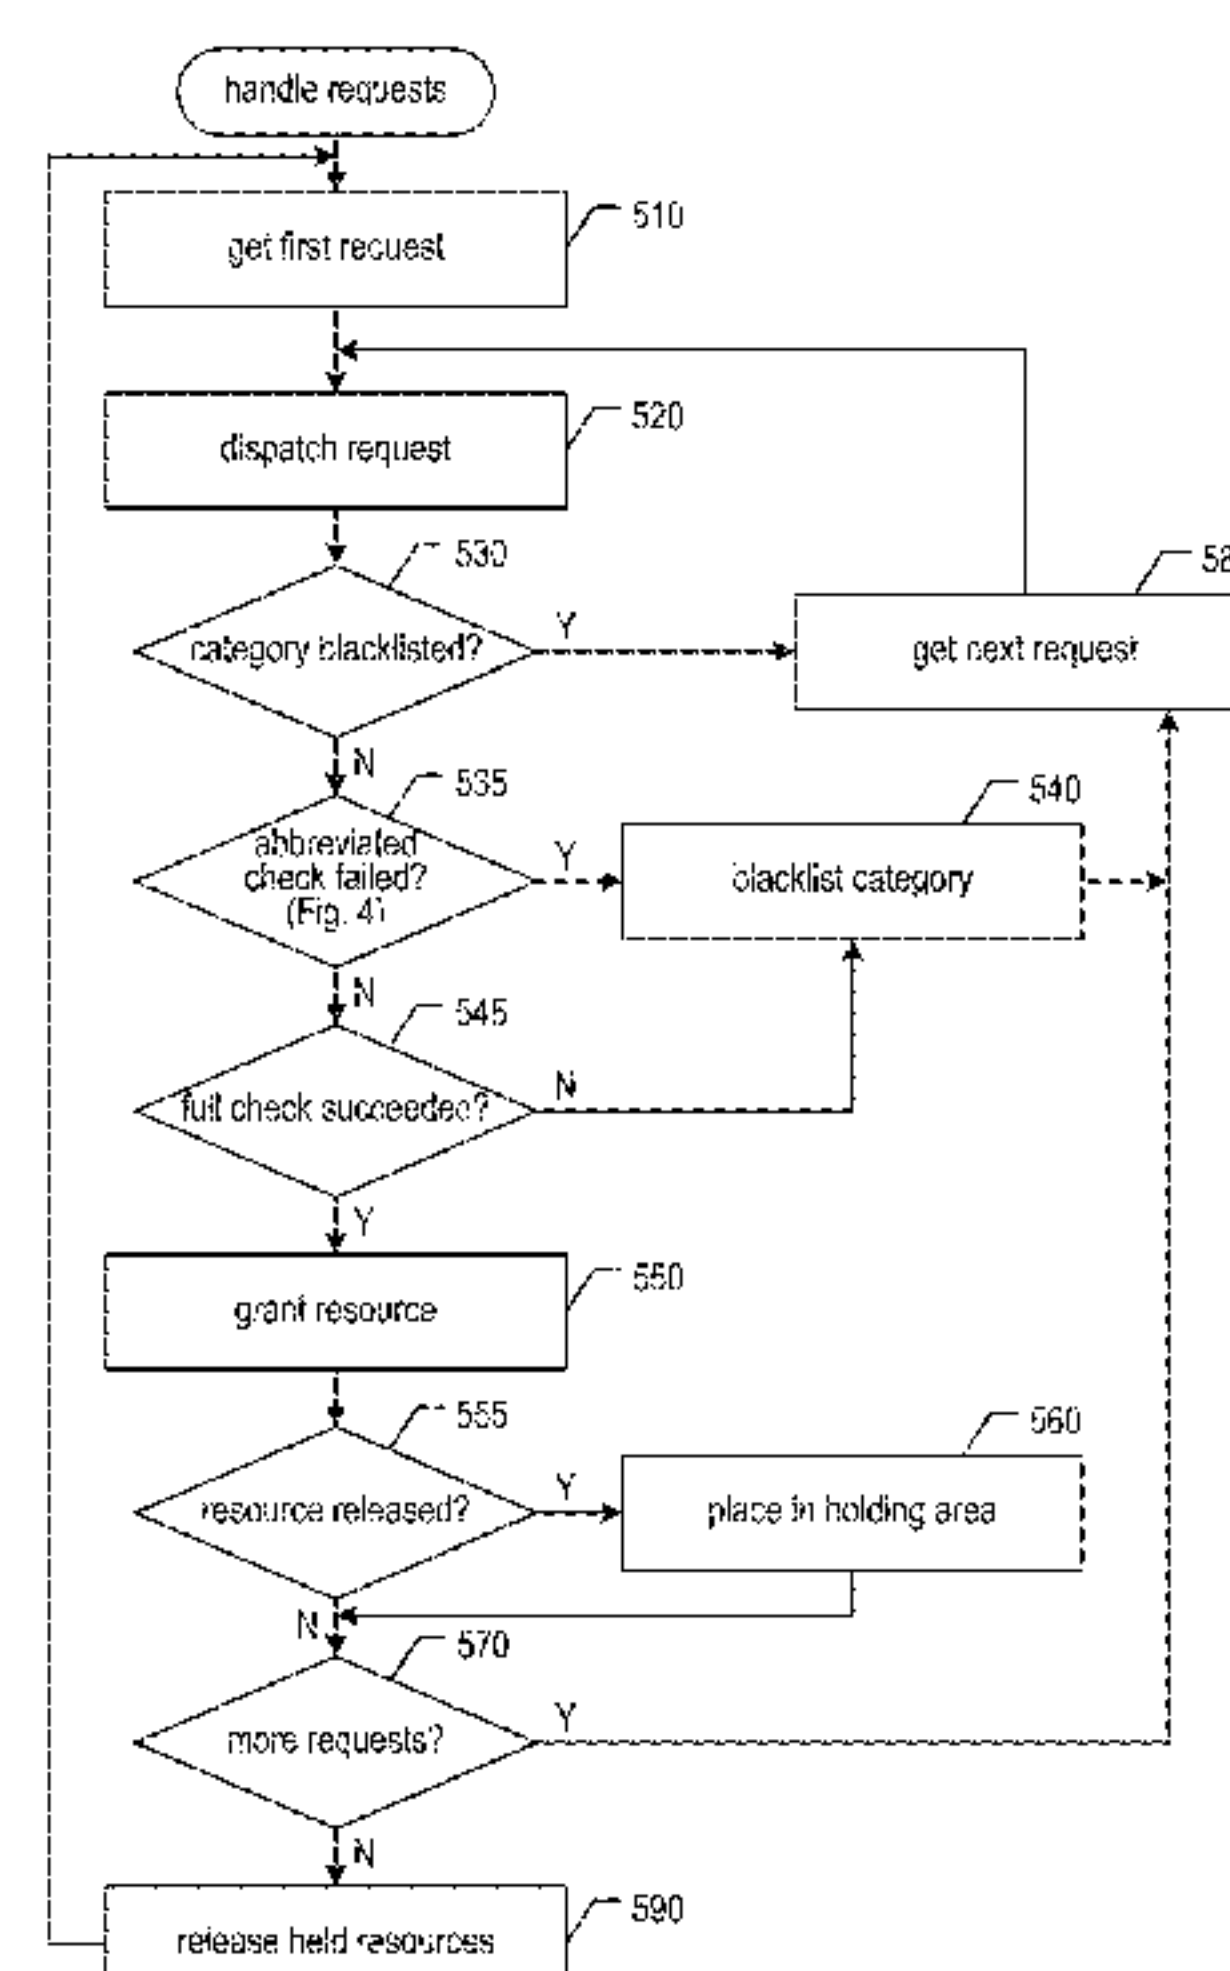 handle requests
510
get first request
520
dispatch request
530
category blacklisted?
Y
58
get next request
N
535
abbreviated
check failed?
(Fig. 4)
Y
540
blacklist category
N
545
full check succeeded?
N
Y
550
grant resource
555
resource released?
Y
560
place in holding area
N
570
more requests?
Y
N
590
release held resources